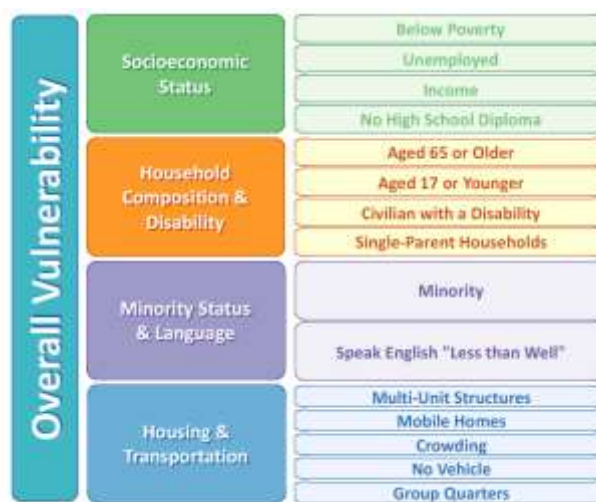 Overall Vulnerability
Socioeconomic
Status
Below Poverty
Unemployed
Income
No High School Diploma
Household
Composition &
Disability
Aged 65 or Older
Aged 17 or Younger
Civilian with a Disability
Single-Parent Households
Minority Status
& Language
Minority
Speak English "Less than Well"
Housing &
Transportation
Multi-Unit Structures
Mobile Homes
Crowding
No Vehicle
Group Quarters